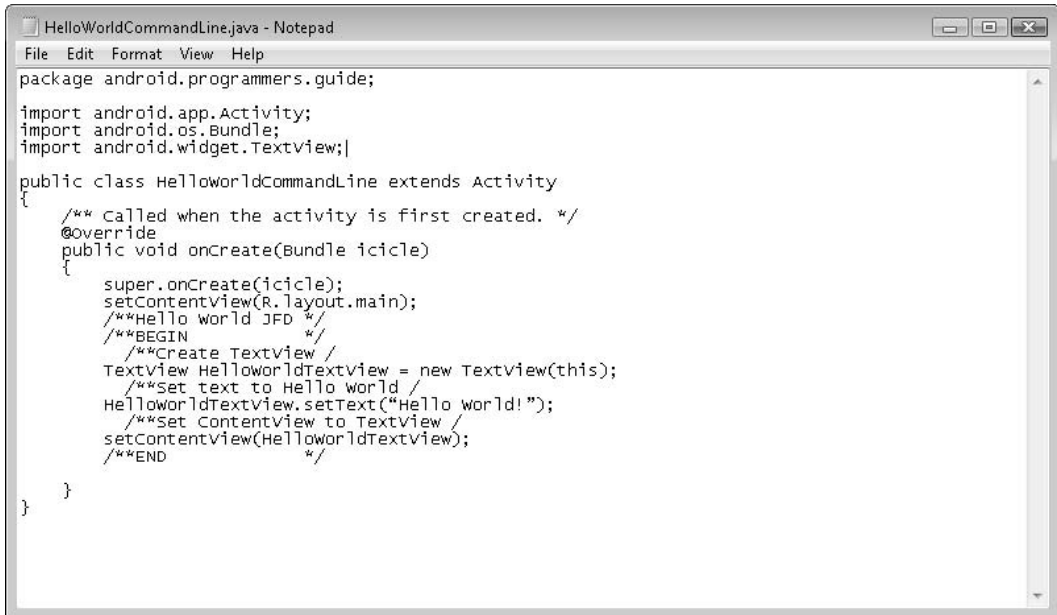 HelloWorldCommandLine.java - Notepad
File Edit Format View Help
package android.programmers.guide;
import android.app.Activity;
import android.os.Bundle;
import android.widget.TextView;
public class HelloWorldCommandLine extends Activity
{
/** Called when the activity is first created. */
@Override
public void onCreate(Bundle icicle)
{
super.onCreate(icicle);
setContentView(R.layout.main);
/**Hello World JFD */
/**BEGIN */
/**Create TextView /
TextView HelloWorldTextView = new TextView(this);
/**Set text to Hello World /
HelloWorldTextView.setText(“Hello World!”);
/**Set ContentView to TextView /
setContentView(HelloWorldTextView);
/**END */
}
}